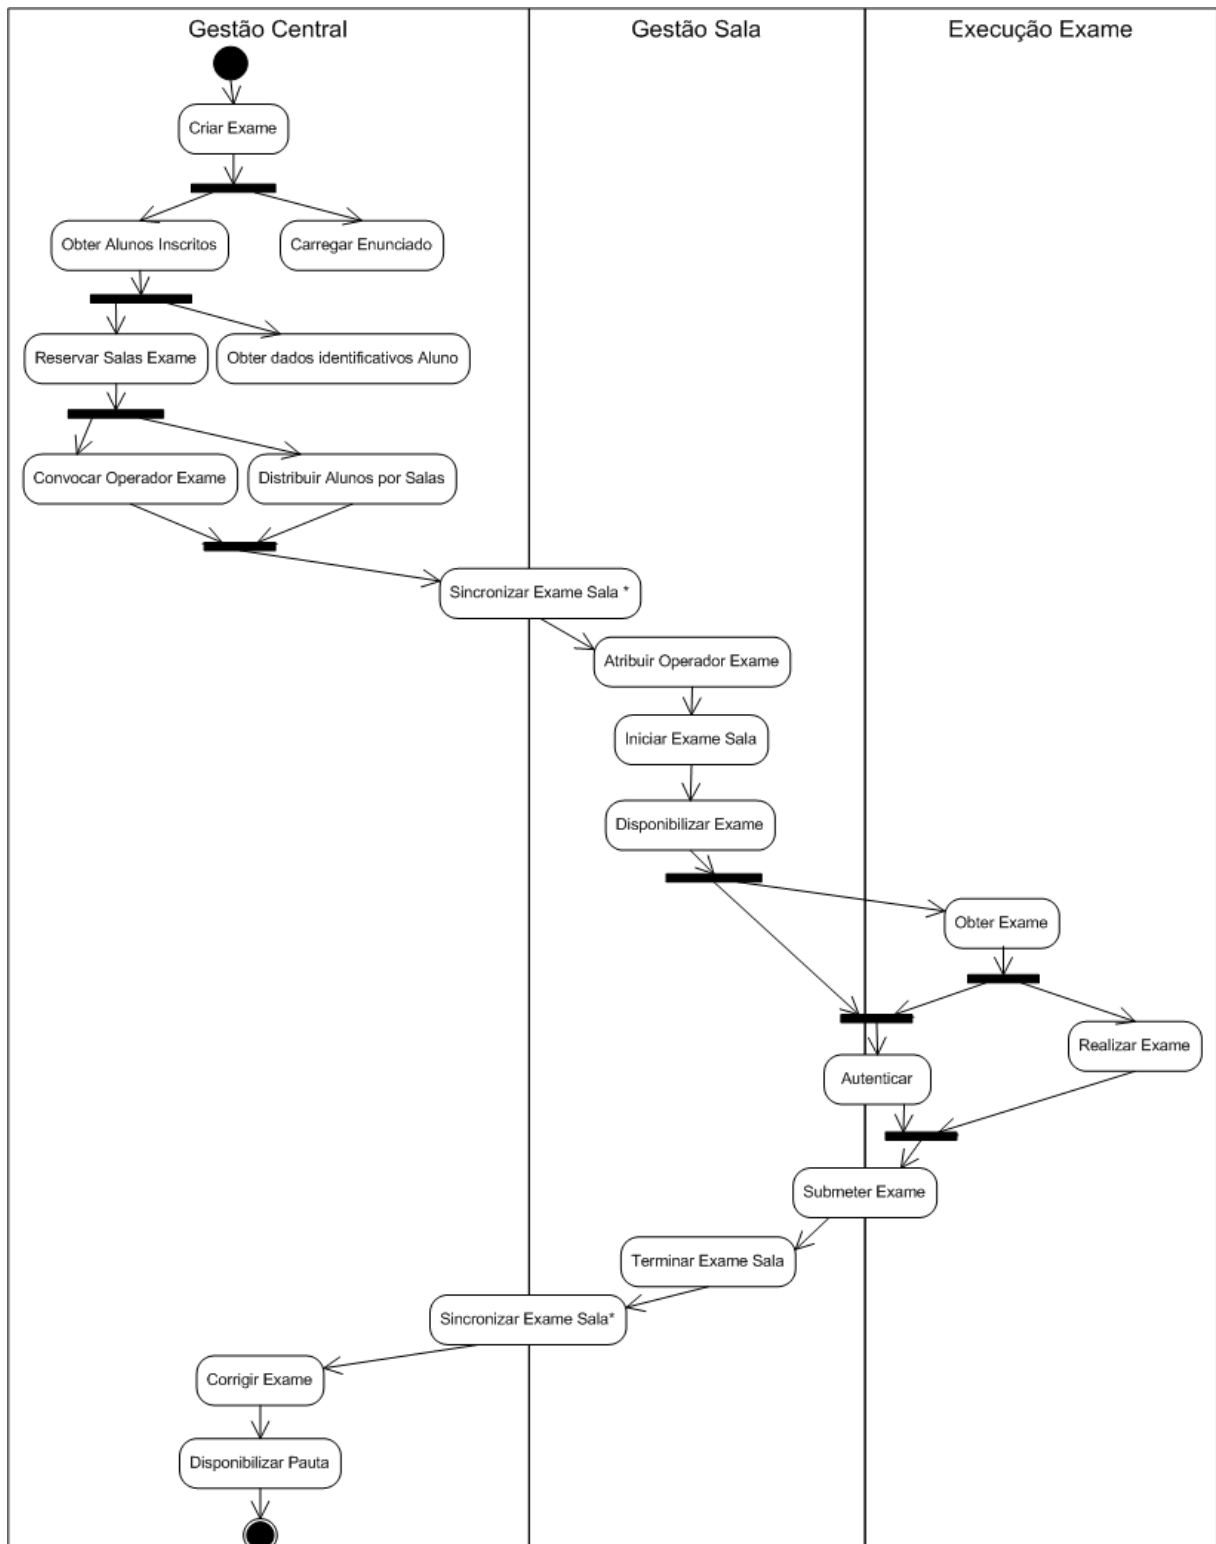 Gestão Central
Gestão Sala
Execução Exame
Criar Exame
Obter Alunos Inscritos
Carregar Enunciado
Reservar Salas Exame
Obter dados identificativos Aluno
Convocar Operador Exame
Distribuir Alunos por Salas
Sincronizar Exame Sala *
Atribuir Operador Exame
Iniciar Exame Sala
Disponibilizar Exame
Obter Exame
Realizar Exame
Autenticar
Submeter Exame
Terminar Exame Sala
Sincronizar Exame Sala*
Corrigir Exame
Disponibilizar Pauta